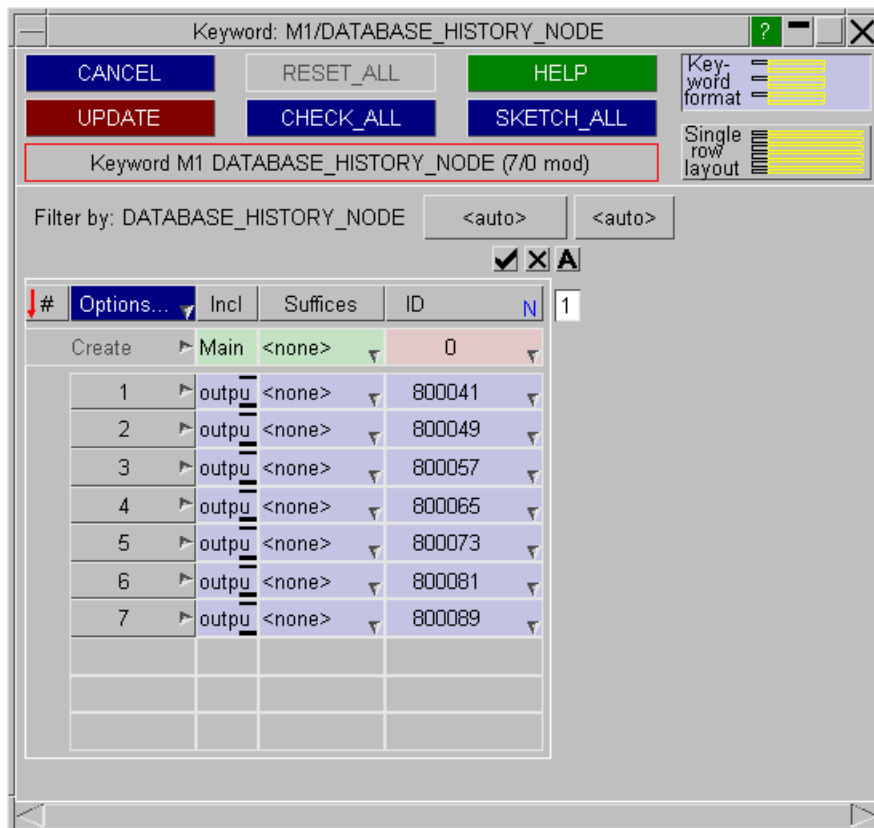 Keyword: M1/DATABASE_HISTORY_NODE ?
CANCEL RESET_ALL HELP
Key-
word
format
UPDATE CHECK_ALL SKETCH_ALL
Single
row
layout
Keyword M1 DATABASE_HISTORY_NODE (7/0 mod)
Filter by: DATABASE_HISTORY_NODE <auto> <auto>
A
# Options... Incl Suffices ID N 1
Create Main <none> 0
1 outpu <none> 800041
2 outpu <none> 800049
3 outpu <none> 800057
4 outpu <none> 800065
5 outpu <none> 800073
6 outpu <none> 800081
7 outpu <none> 800089